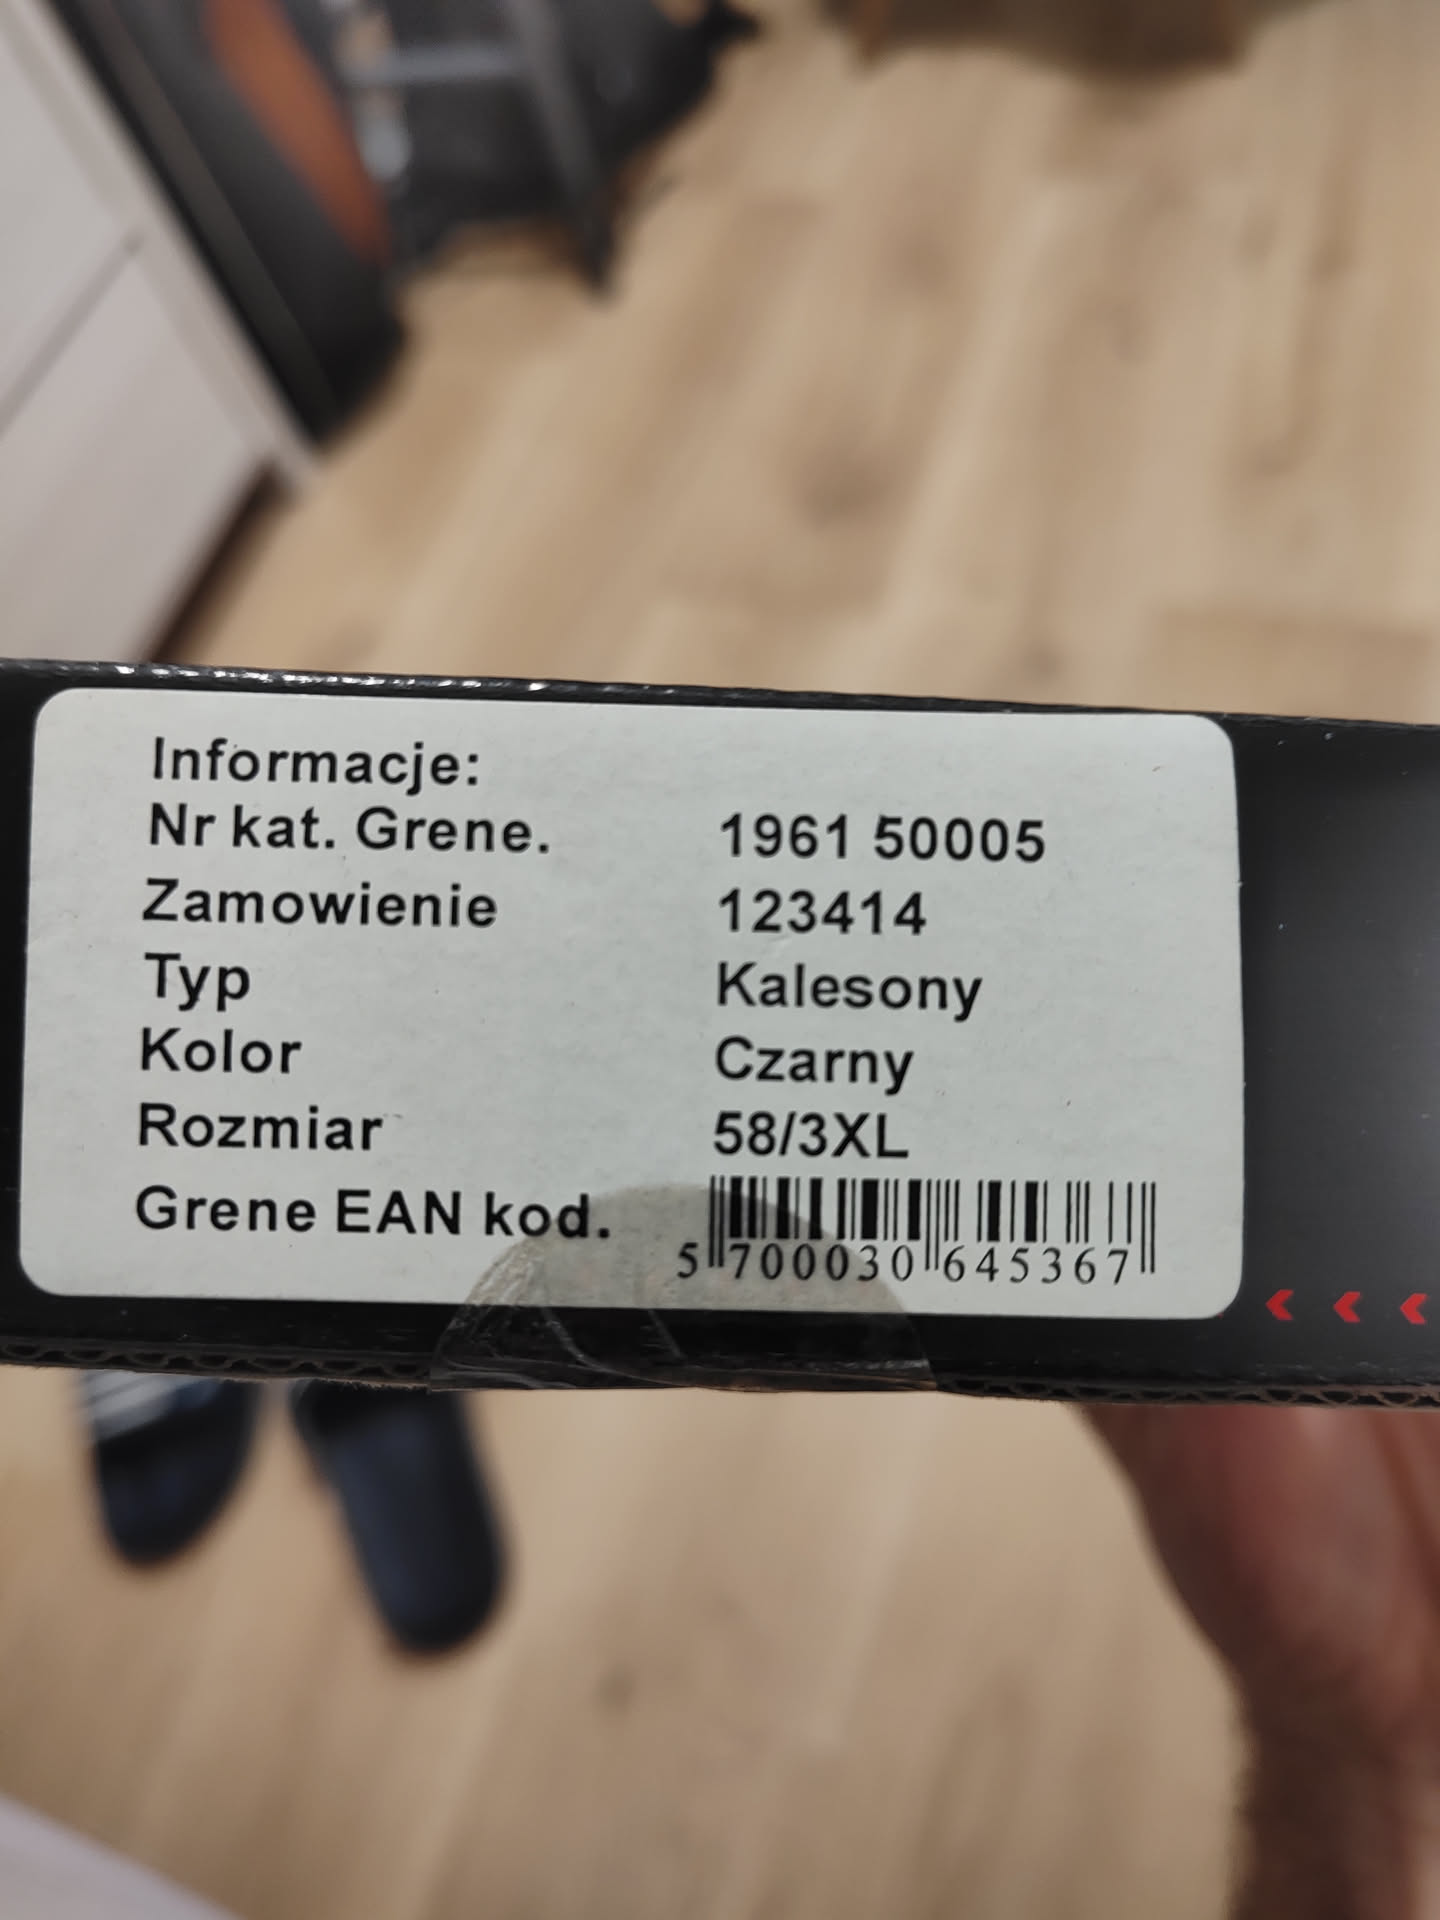 Informacje:
Nr kat. Grene. 1961 50005
Zamowienie 123414
Typ Kalesony
Kolor Czarny
Rozmiar 58/3XL
Grene EAN kod.
5 700030 645367